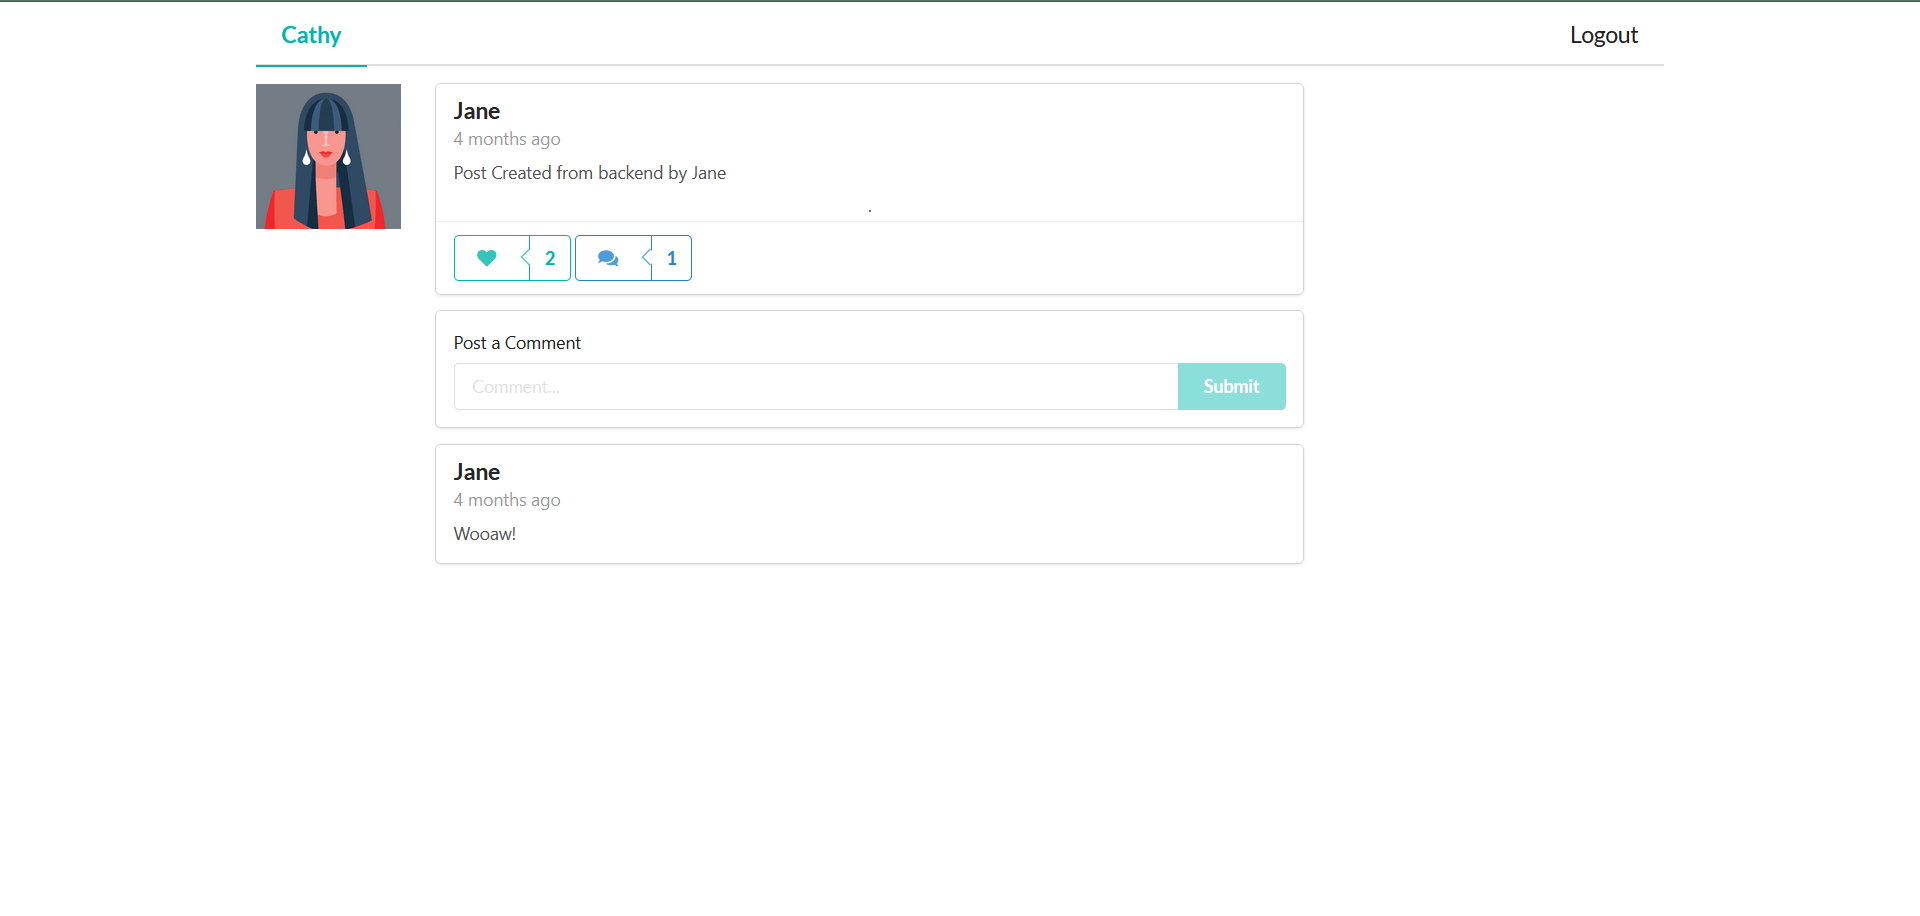 Cathy
Logout
Jane
4 months ago
Post Created from backend by Jane
.
2
1
Post a Comment
Comment...
Submit
Jane
4 months ago
Wooaw!